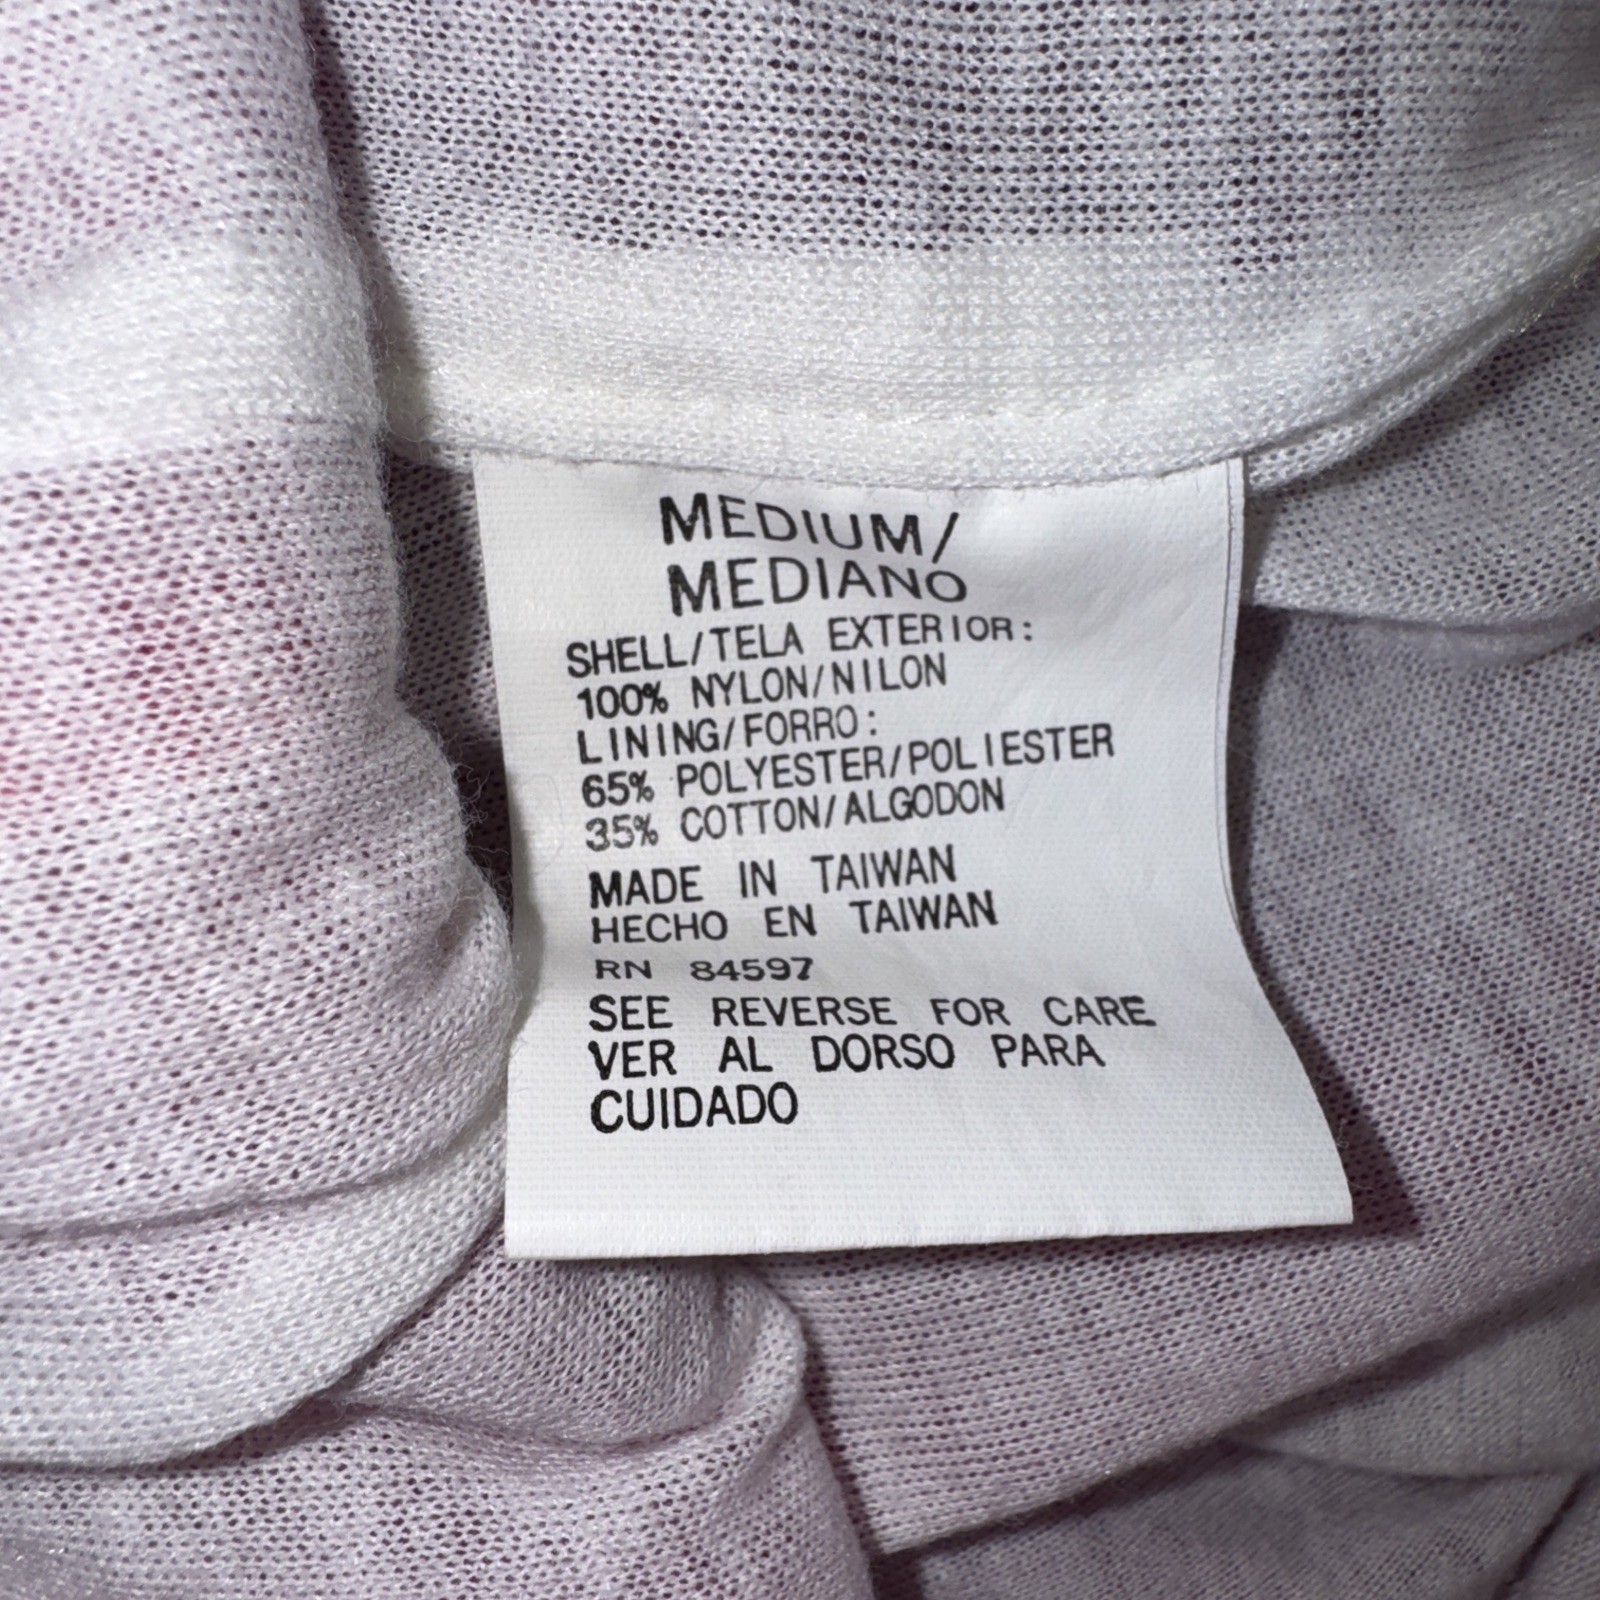 MEDIUM/
MEDIANO
SHELL/TELA EXTERIOR:
100% NYLON/NILON
LINING/FORRO:
65% POLYESTER/POLIESTER
35% COTTON/ALGODON
MADE IN TAIWAN
HECHO EN TAIWAN
RN 84597
SEE REVERSE FOR CARE
VER AL DORSO PARA
CUIDADO